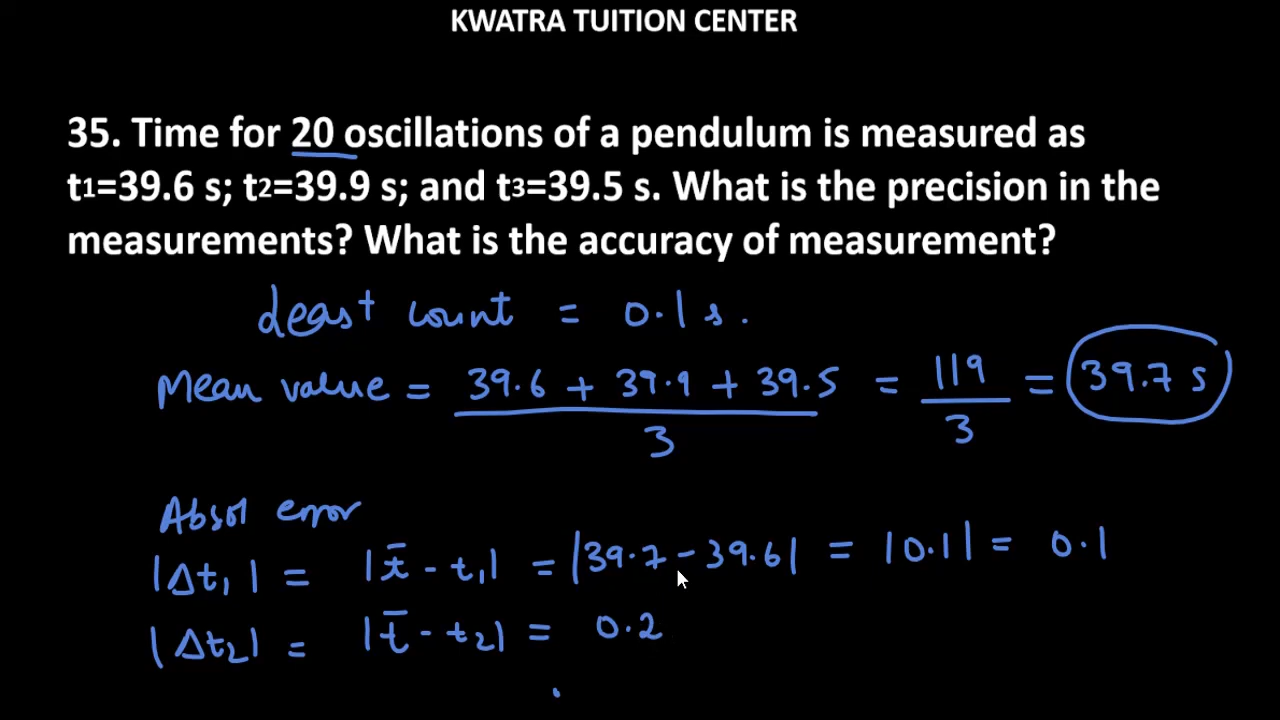 KWATRA TUITION CENTER
35. Time for 20 oscillations of a pendulum is measured as
t1=39.6 s; t2=39.9 s; and t3=39.5 s. What is the precision in the
measurements? What is the accuracy of measurement?
Least count = 0.1 s.
Mean value = 39.6 + 39.9 + 39.5 / 3 = 119 / 3 = 39.7 s
Absol error
|Δt₁| = |t̄ - t₁| = |39.7 - 39.6| = |0.1| = 0.1
|Δt₂| = |t̄ - t₂| = 0.2